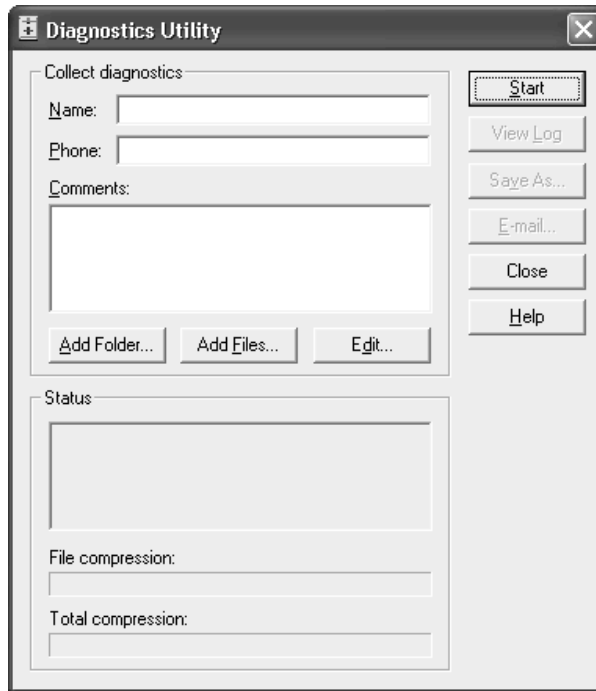 Diagnostics Utility
Collect diagnostics
Name:
Phone:
Comments:
Add Folder...
Add Files...
Edit...
Start
View Log
Save As...
E-mail...
Close
Help
Status
File compression:
Total compression: